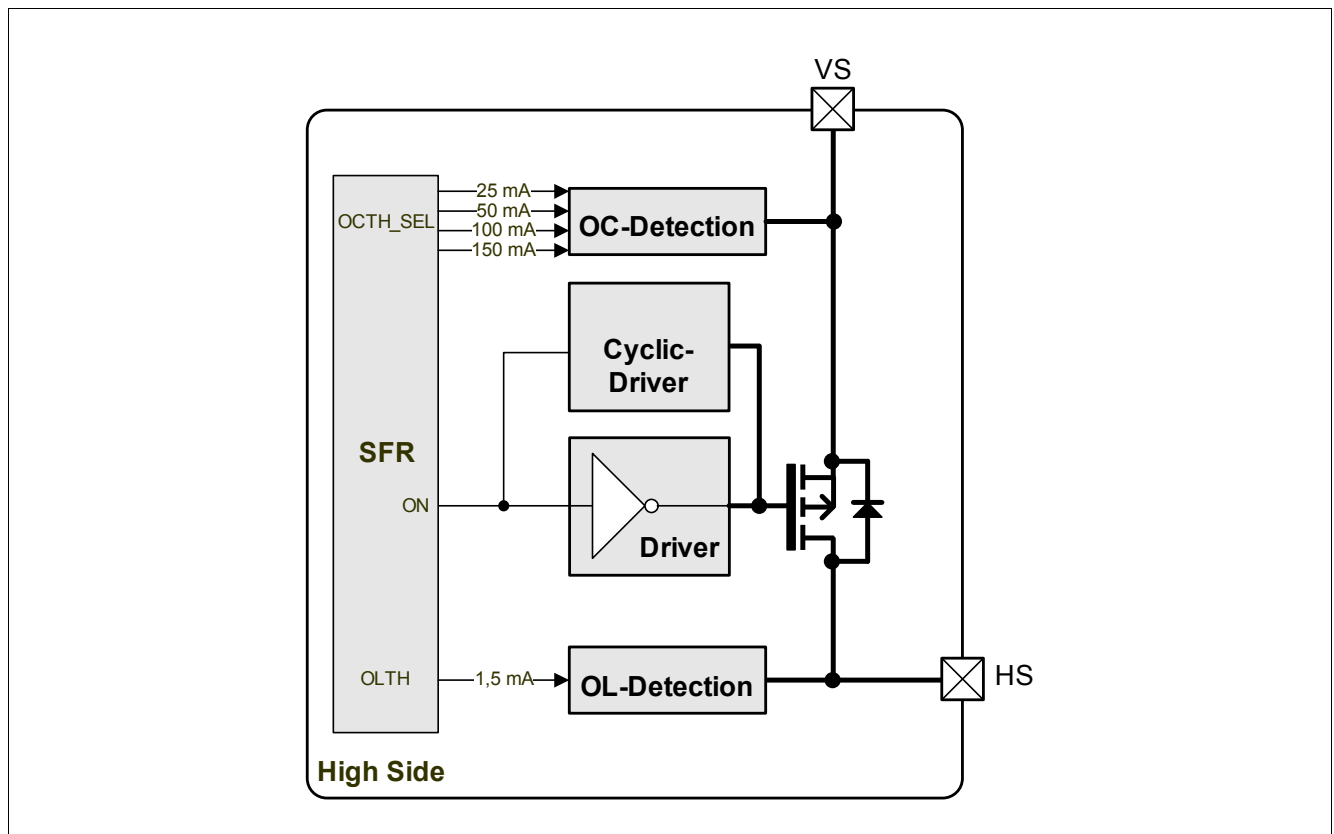 VS
25 mA
50 mA
OCTH_SEL
100 mA
150 mA
OC-Detection
Cyclic-
Driver
SFR
ON
Driver
OLTH
1,5 mA
OL-Detection
HS
High Side